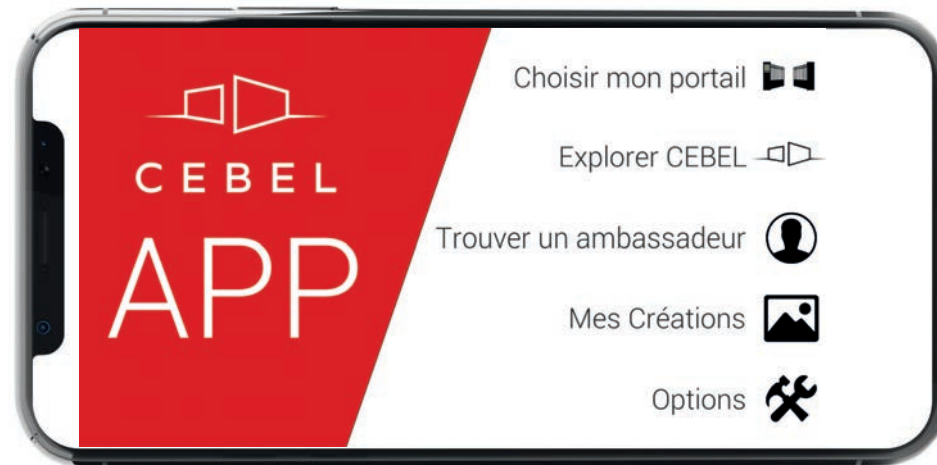 CEBEL
APP
Choisir mon portail
Explorer CEBEL
Trouver un ambassadeur
Mes Créations
Options